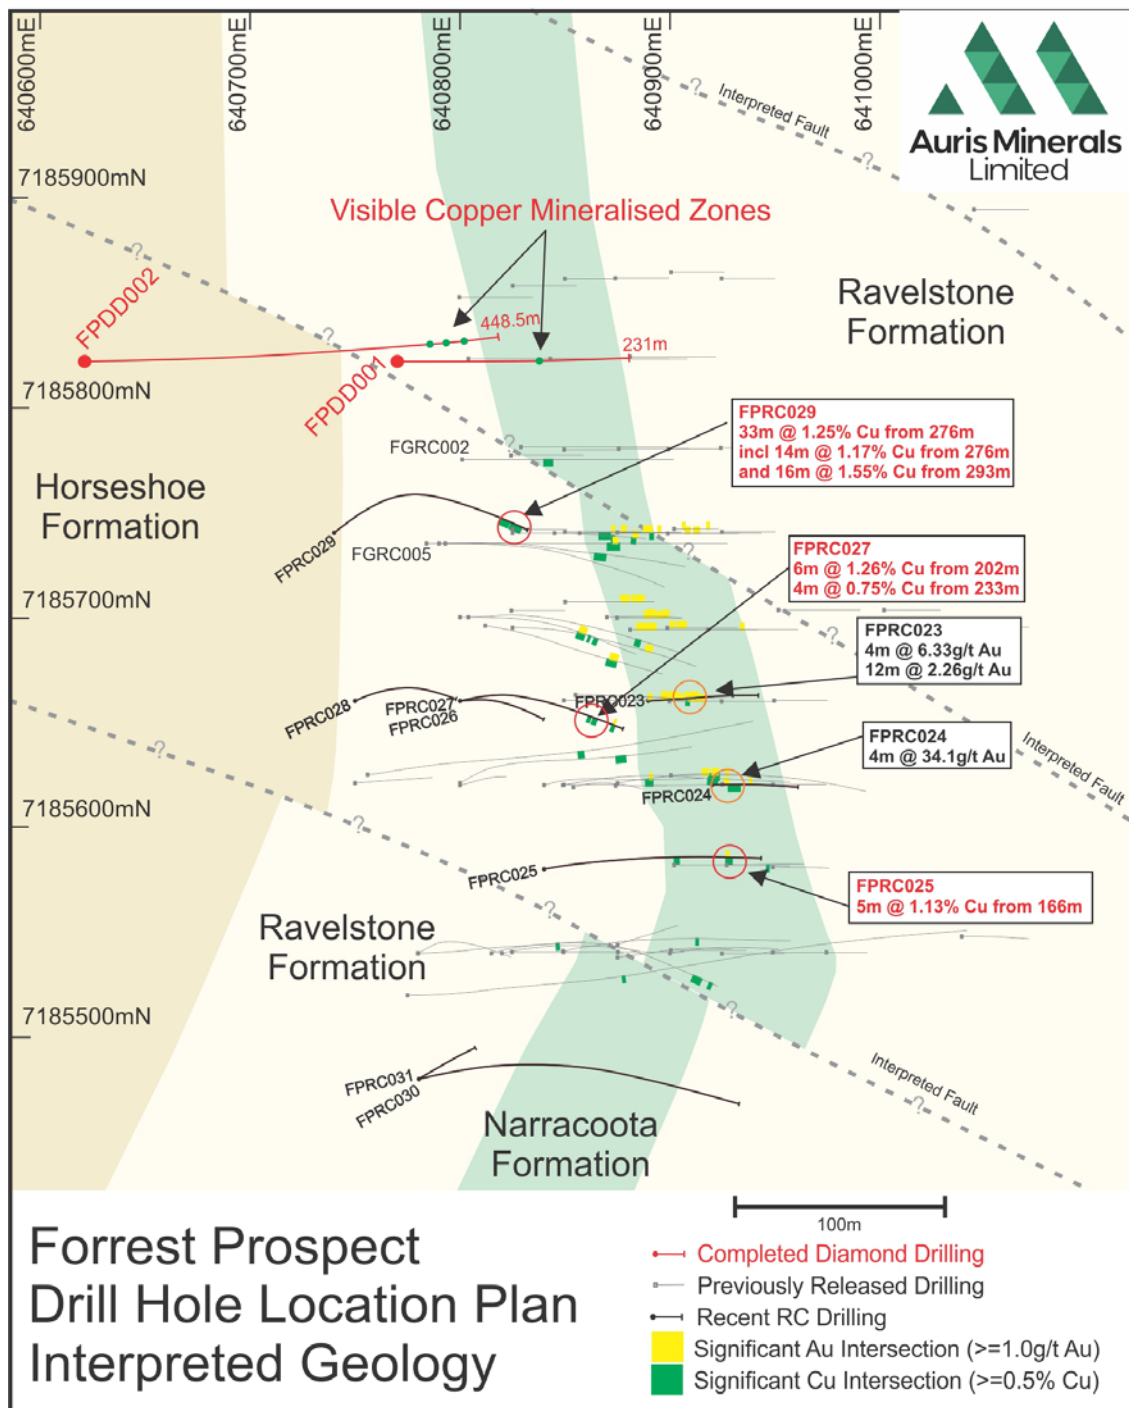 640600mE
640700mE
640800mE
640900mE
641000mE
Auris Minerals
Limited
Interpreted Fault
7185900mN
Visible Copper Mineralised Zones
Ravelstone
Formation
FPDD002
448.5m
231m
FPDD001
7185800mN
FPRC029
33m @ 1.25% Cu from 276m
incl 14m @ 1.17% Cu from 276m
and 16m @ 1.55% Cu from 293m
FGRC002
Horseshoe
Formation
FPRC029
FGRC005
FPRC027
6m @ 1.26% Cu from 202m
4m @ 0.75% Cu from 233m
7185700mN
FPRC023
4m @ 6.33g/t Au
12m @ 2.26g/t Au
FPRC028
FPRC027
FPRC026
FPRC023
FPRC024
4m @ 34.1g/t Au
Interpreted Fault
FPRC024
7185600mN
FPRC025
FPRC025
5m @ 1.13% Cu from 166m
Ravelstone
Formation
7185500mN
Interpreted Fault
FPRC031
FPRC030
Narracoota
Formation
100m
Forrest Prospect
Drill Hole Location Plan
Interpreted Geology
Completed Diamond Drilling
Previously Released Drilling
Recent RC Drilling
Significant Au Intersection (>=1.0g/t Au)
Significant Cu Intersection (>=0.5% Cu)